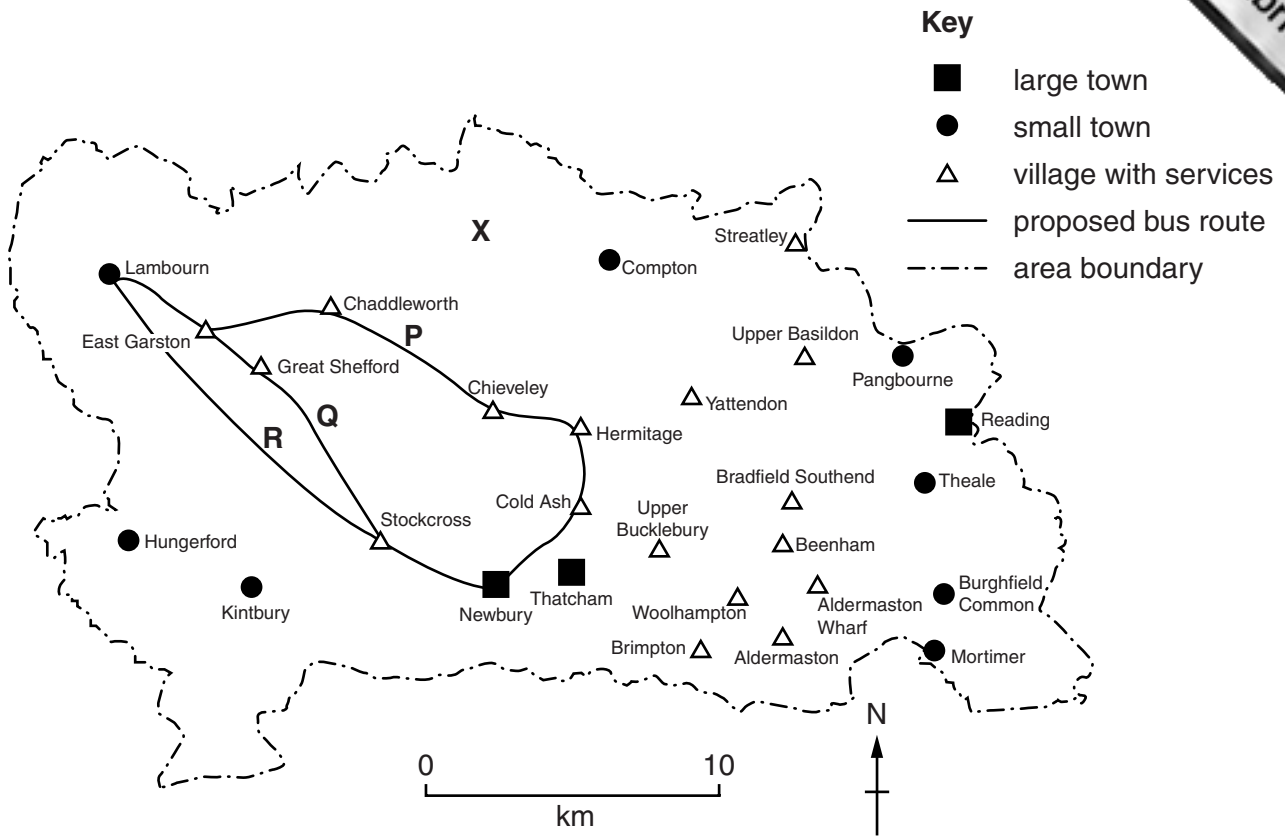 Key
large town
small town
village with services
proposed bus route
area boundary
X
Streatley
Lambourn
Compton
Chaddleworth
P
East Garston
Upper Basildon
Great Shefford
Pangbourne
Chieveley
Yattendon
Q
Reading
R
Hermitage
Bradfield Southend
Theale
Cold Ash
Upper
Bucklebury
Stockcross
Hungerford
Beenham
Kintbury
Newbury
Thatcham
Woolhampton
Aldermaston
Wharf
Burghfield
Common
Brimpton
Aldermaston
Mortimer
N
0 10
km